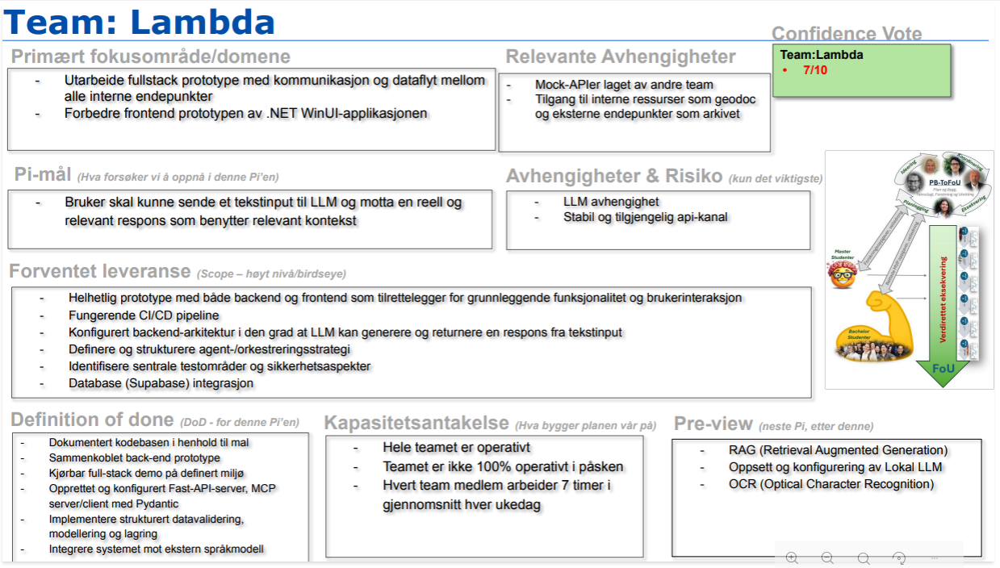 Team: Lambda
Confidence Vote
Team:Lambda
• 7/10
Primært fokusområde/domene
- Utarbeide fullstack prototype med kommunikasjon og dataflyt mellom
alle interne endepunkter
- Forbedre frontend prototypen av .NET WinUI-applikasjonen
Relevante Avhengigheter
- Mock-APIer laget av andre team
- Tilgang til interne ressurser som geodoc
og eksterne endepunkter som arkivet
Pi-mål (Hva forsøker vi å oppnå i denne Pi'en)
- Bruker skal kunne sende et tekstinput til LLM og motta en reell og
relevant respons som benytter relevant kontekst
Avhengigheter & Risiko (kun det viktigste)
- LLM avhengighet
- Stabil og tilgjengelig api-kanal
Forventet leveranse (Scope – høyt nivå/birdseye)
- Helhetlig prototype med både backend og frontend som tilrettelegger for grunnleggende funksjonalitet og brukerinteraksjon
- Fungerende CI/CD pipeline
- Konfigurert backend-arkitektur i den grad at LLM kan generere og returnere en respons fra tekstinput
- Definere og strukturere agent-/orkestreringsstrategi
- Identifisere sentrale testområder og sikkerhetsaspekter
- Database (Supabase) integrasjon
Ideering
Koordinering
PB-ToFoU
Plan og Bygg,
Teknologi, Forskning og Utvikling
Planlegging
Eksekvering
Master
Studenter
Bachelor
Studenter
Verdirettet eksekvering
FoU
Definition of done (DoD - for denne Pi'en)
- Dokumentert kodebasen i henhold til mal
- Sammenkoblet back-end prototype
- Kjørbar full-stack demo på definert miljø
- Opprettet og konfigurert Fast-API-server, MCP
server/client med Pydantic
- Implementere strukturert datavalidering,
modellering og lagring
- Integrere systemet mot ekstern språkmodell
Kapasitetsantakelse (Hva bygger planen vår på)
- Hele teamet er operativt
- Teamet er ikke 100% operativt i påsken
- Hvert team medlem arbeider 7 timer i
gjennomsnitt hver ukedag
Pre-view (neste Pi, etter denne)
- RAG (Retrieval Augmented Generation)
- Oppsett og konfigurering av Lokal LLM
- OCR (Optical Character Recognition)